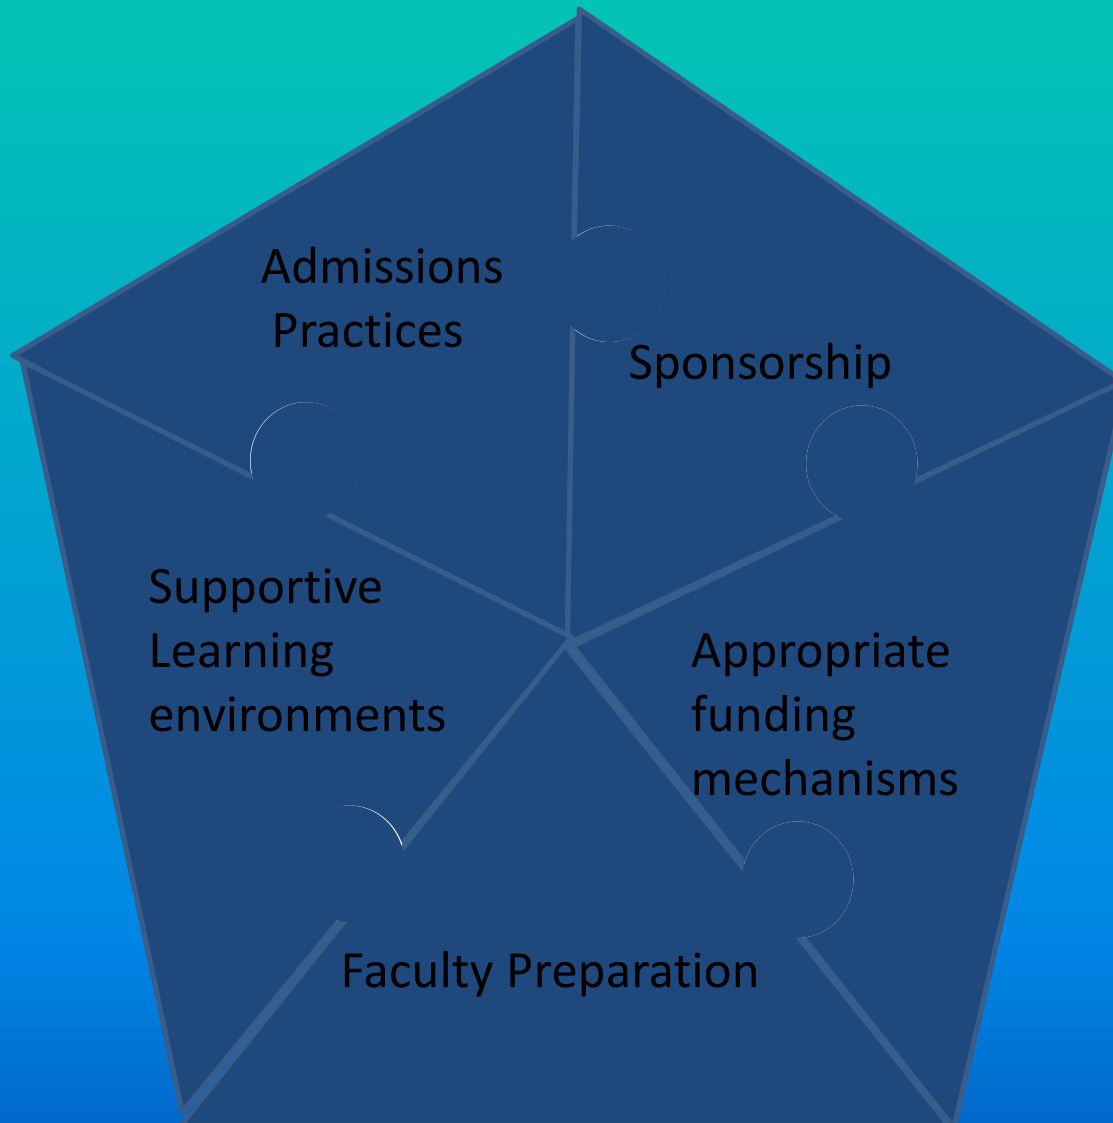 Admissions
Practices
Sponsorship
Supportive
Learning
environments
Appropriate
funding
mechanisms
Faculty Preparation